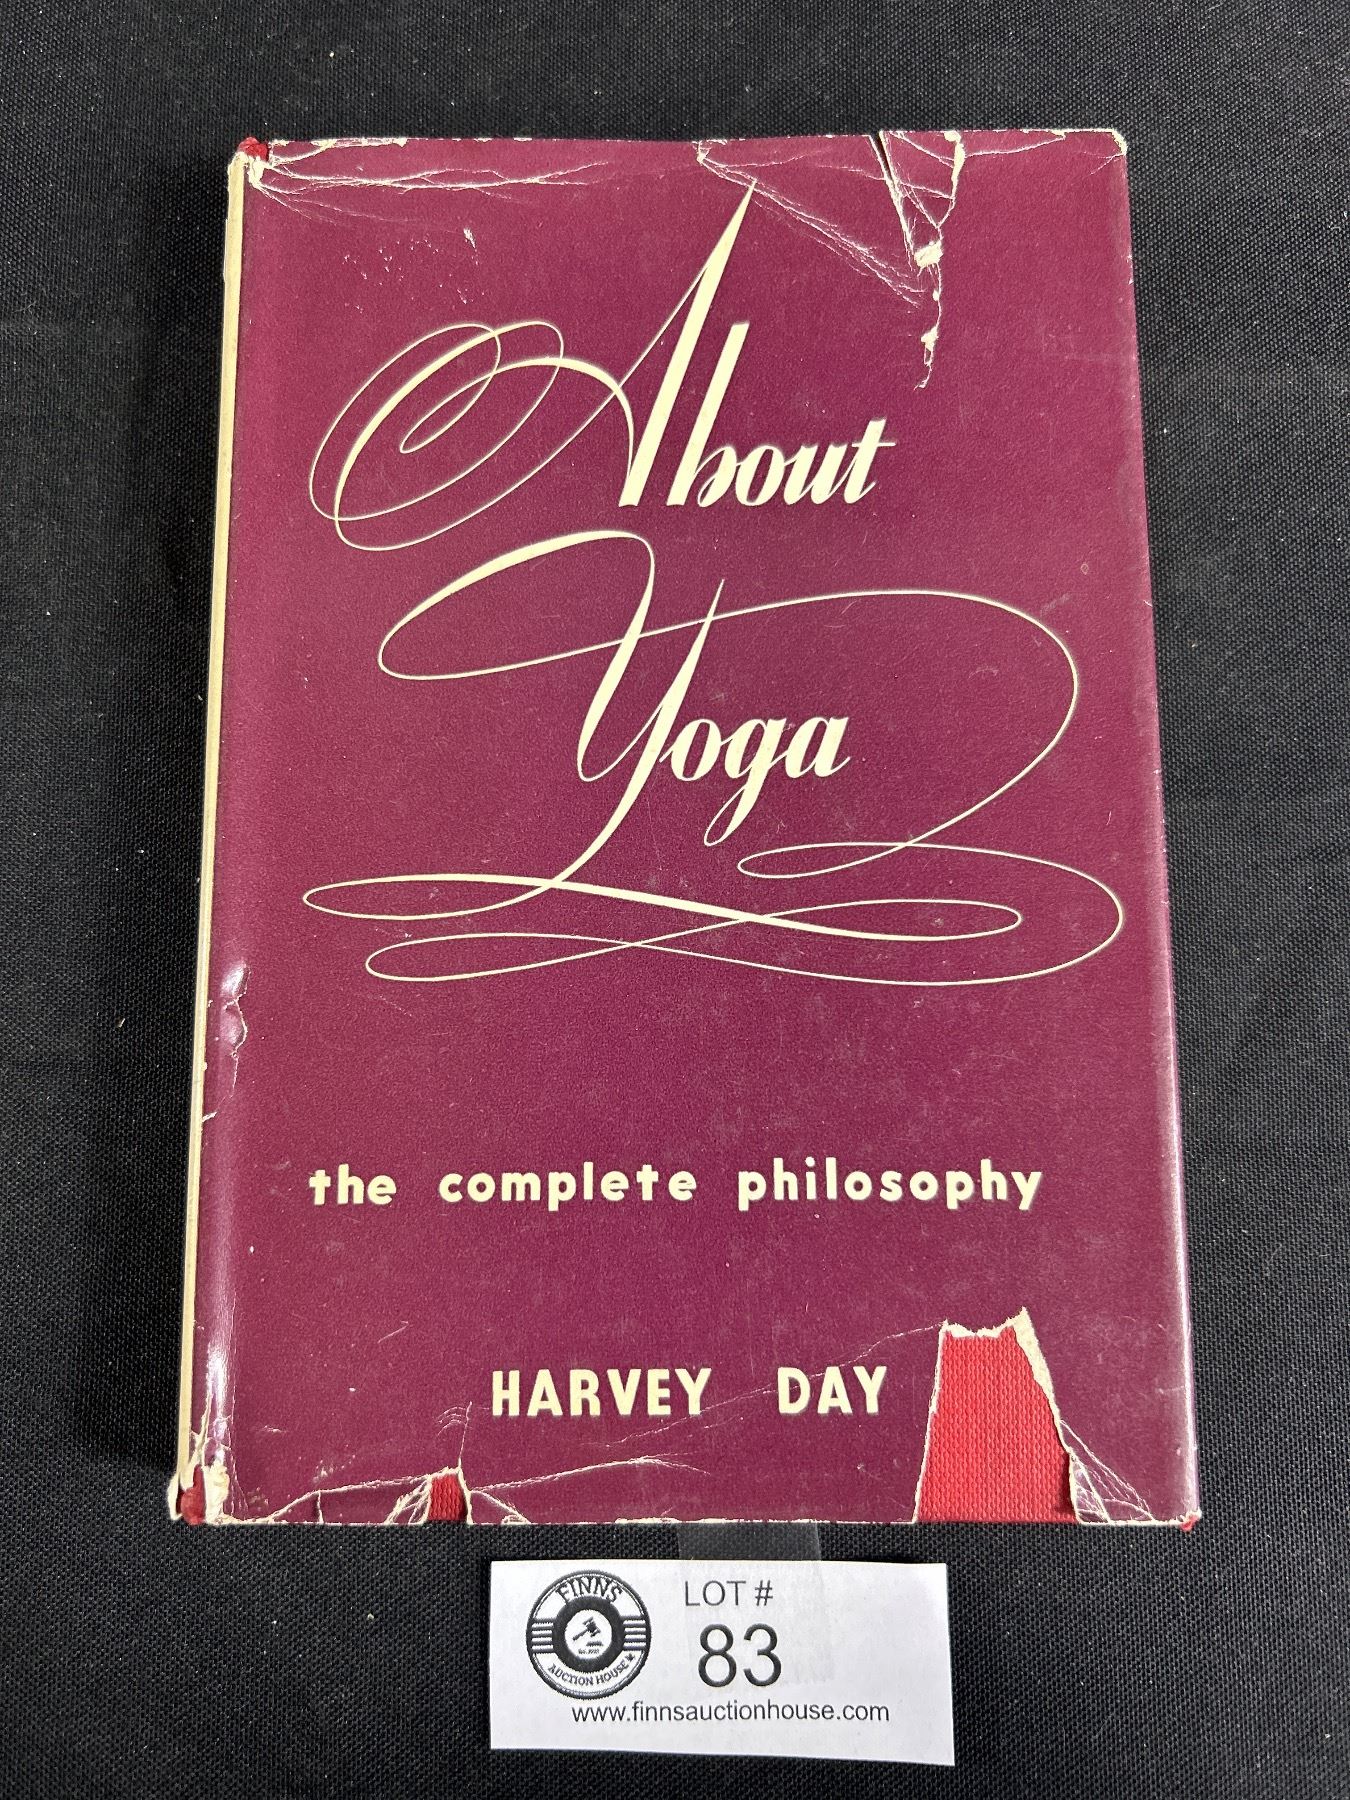 About
Yoga
the complete philosophy
HARVEY DAY
FINNS
AUCTION HOUSE
LOT #
83
www.finnsauctionhouse.com